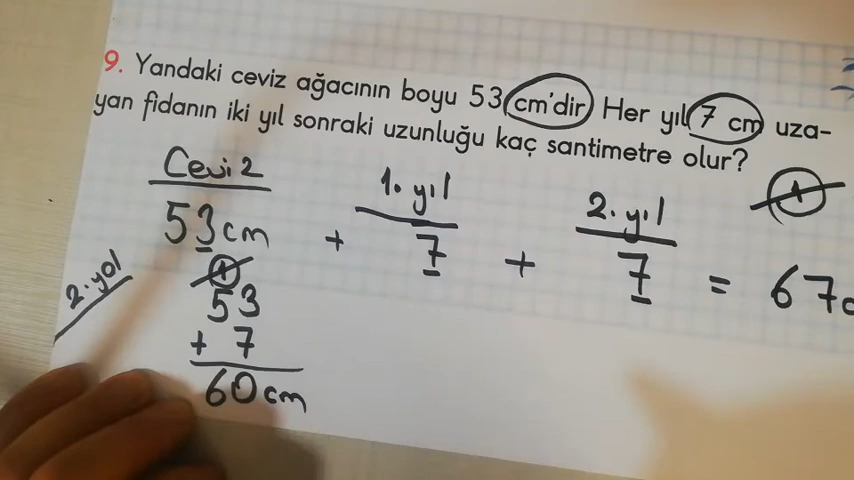 9. Yandaki ceviz ağacının boyu 53 cm'dir Her yıl 7 cm uza-
yan fidanın iki yıl sonraki uzunluğu kaç santimetre olur?
Ceviz
1. yıl
2. yıl
1
53cm + 7 + 7 = 67c
2. yol
1
53
+ 7
60cm